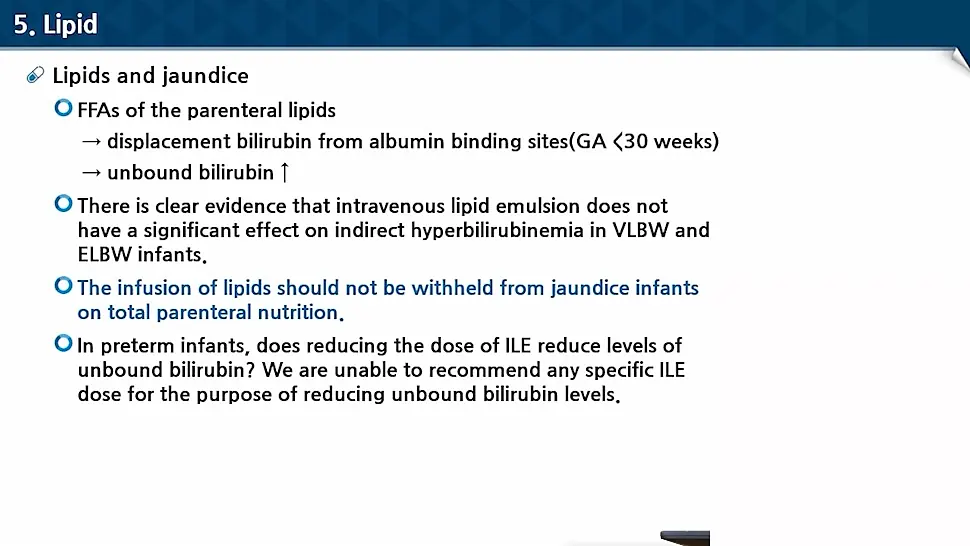 5. Lipid
Lipids and jaundice
FFAs of the parenteral lipids
→ displacement bilirubin from albumin binding sites(GA <30 weeks)
→ unbound bilirubin ↑
There is clear evidence that intravenous lipid emulsion does not
have a significant effect on indirect hyperbilirubinemia in VLBW and
ELBW infants.
The infusion of lipids should not be withheld from jaundice infants
on total parenteral nutrition.
In preterm infants, does reducing the dose of ILE reduce levels of
unbound bilirubin? We are unable to recommend any specific ILE
dose for the purpose of reducing unbound bilirubin levels.